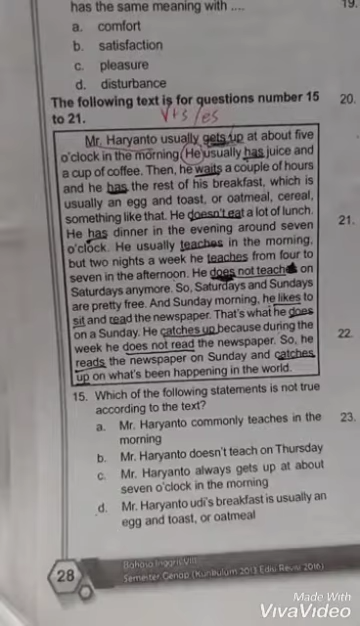 has the same meaning with ....
a. comfort
b. satisfaction
c. pleasure
d. disturbance
The following text is for questions number 15
to 21.
V+s/es
Mr. Haryanto usually gets up at about five
o'clock in the morning. He usually has juice and
a cup of coffee. Then, he waits a couple of hours
and he has the rest of his breakfast, which is
usually an egg and toast, or oatmeal, cereal,
something like that. He doesn't eat a lot of lunch.
He has dinner in the evening around seven
o'clock. He usually teaches in the morning,
but two nights a week he teaches from four to
seven in the afternoon. He does not teach on
Saturdays anymore. So, Saturdays and Sundays
are pretty free. And Sunday morning, he likes to
sit and read the newspaper. That's what he does
on a Sunday. He catches up because during the
week he does not read the newspaper. So, he
reads the newspaper on Sunday and catches
up on what's been happening in the world.
15. Which of the following statements is not true
according to the text?
a. Mr. Haryanto commonly teaches in the
morning
b. Mr. Haryanto doesn't teach on Thursday
c. Mr. Haryanto always gets up at about
seven o'clock in the morning
d. Mr. Haryanto udi's breakfast is usually an
egg and toast, or oatmeal
19.
20.
21.
22.
23.
28
Bahasa Inggris VIII
Semester Genap (Kurikulum 2013 Edisi Revisi 2016)
Made With
VivaVideo